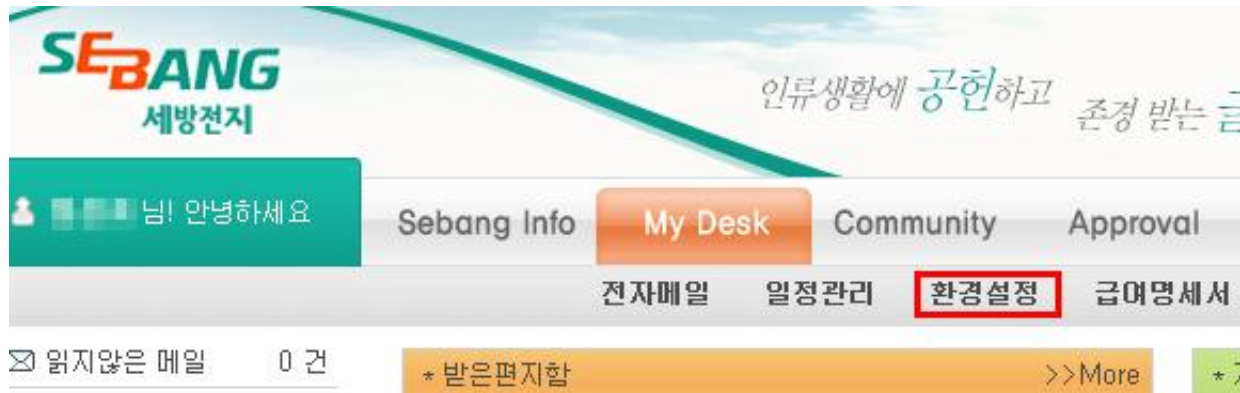 SEBANG
세방전지
인류생활에 공헌하고 존경 받는
님! 안녕하세요
Sebang Info My Desk Community Approval
전자메일 일정관리 환경설정 급여명세서
읽지않은 메일 0 건
* 받은편지함 >>More *